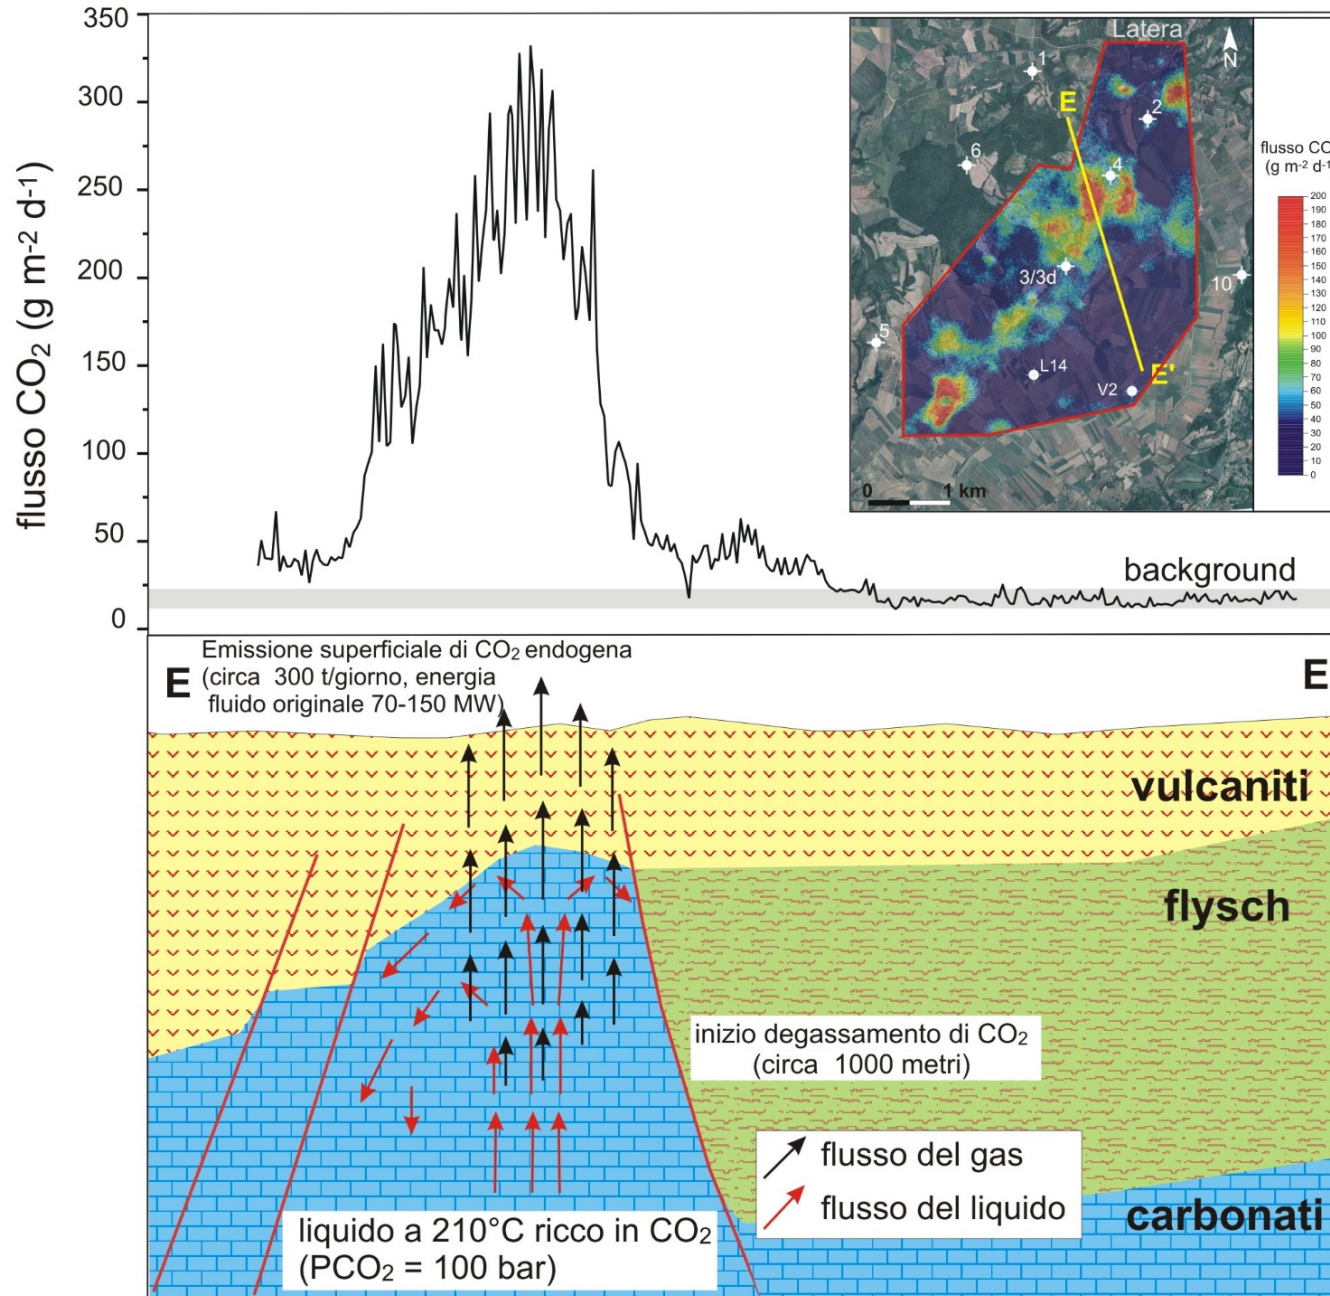 350
300
250
200
150
100
50
0
flusso CO2 (g m-2 d-1)
Latera
N
1
E
2
6
4
3/3d
10
5
L14
V2
E'
0 1 km
flusso CO
(g m-2 d-1
200
190
180
170
160
150
140
130
120
110
100
90
80
70
60
50
40
30
20
10
0
background
Emissione superficiale di CO2 endogena
(circa 300 t/giorno, energia
fluido originale 70-150 MW)
E
E
vulcaniti
flysch
inizio degassamento di CO2
(circa 1000 metri)
flusso del gas
flusso del liquido
liquido a 210°C ricco in CO2
(PCO2 = 100 bar)
carbonati